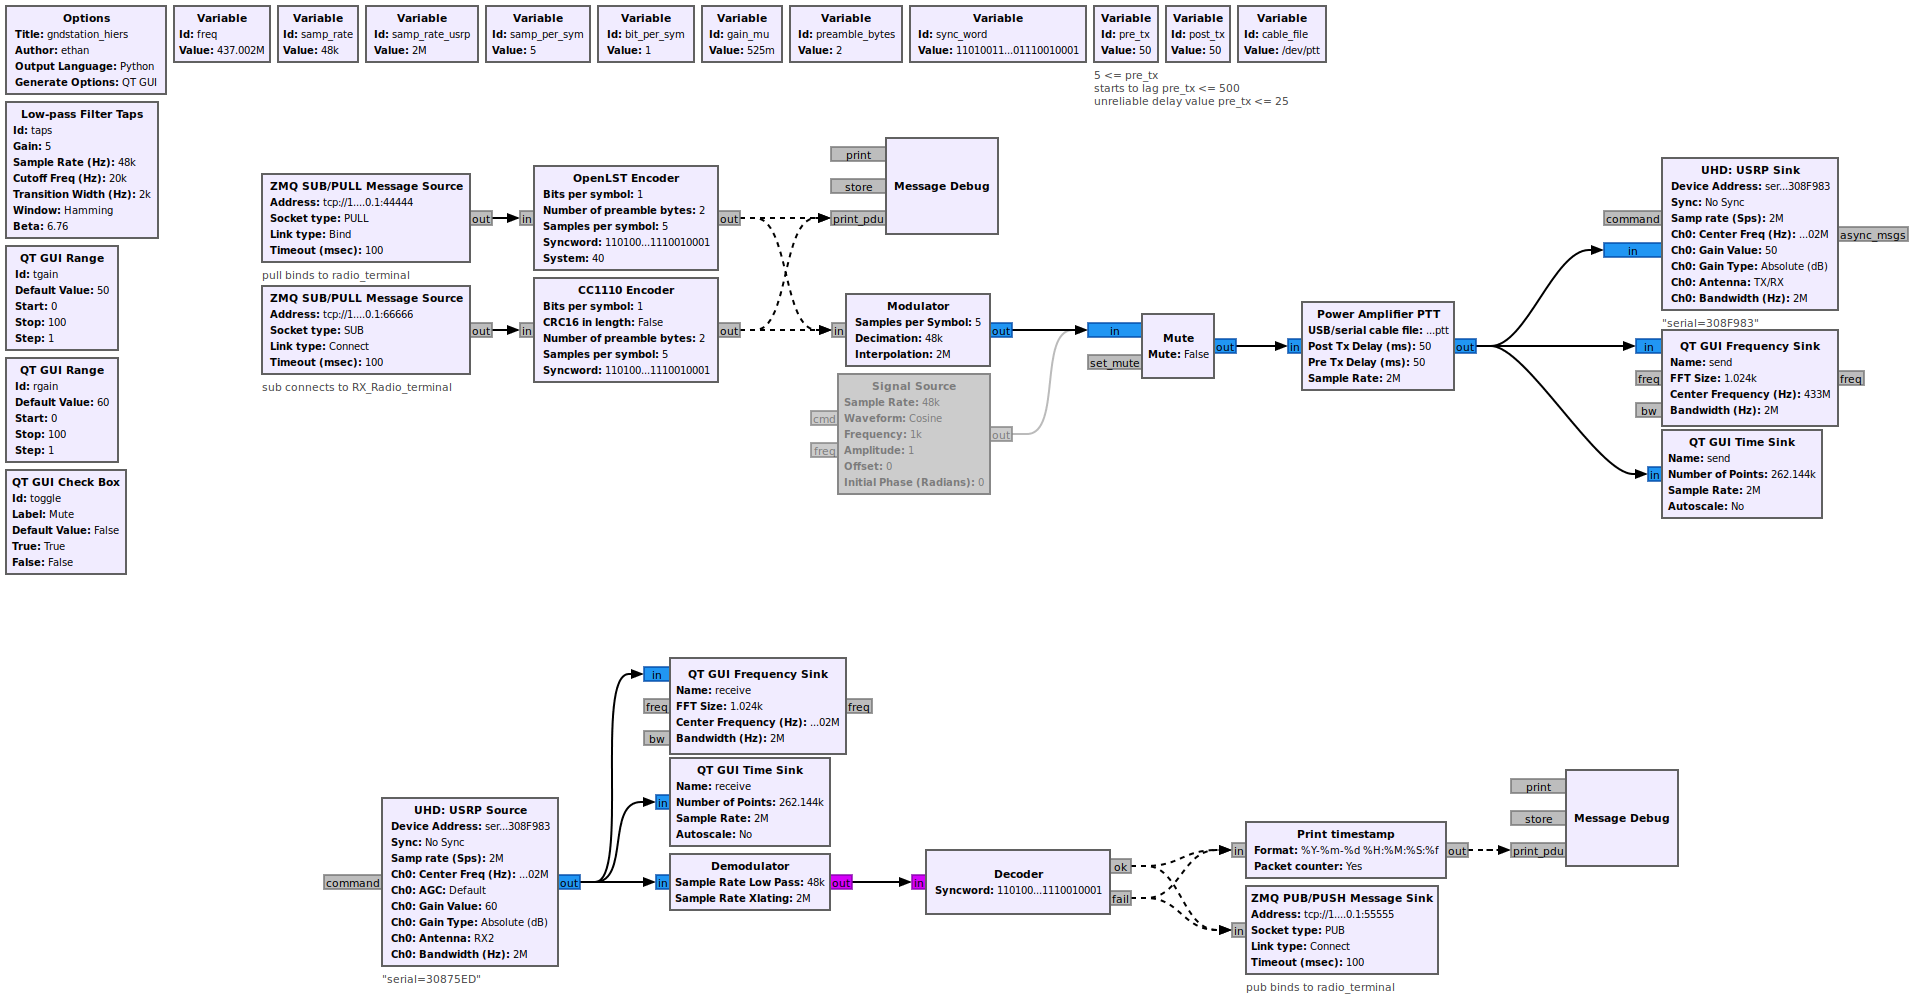 Options
Title: gndstation_hiers
Author: ethan
Output Language: Python
Generate Options: QT GUI
Variable
Id: freq
Value: 437.002M
Variable
Id: samp_rate
Value: 48k
Variable
Id: samp_rate_usrp
Value: 2M
Variable
Id: samp_per_sym
Value: 5
Variable
Id: bit_per_sym
Value: 1
Variable
Id: gain_mu
Value: 525m
Variable
Id: preamble_bytes
Value: 2
Variable
Id: sync_word
Value: 11010011...01110010001
Variable
Id: pre_tx
Value: 50
5 <= pre_tx
starts to lag pre_tx <= 500
unreliable delay value pre_tx <= 25
Variable
Id: post_tx
Value: 50
Variable
Id: cable_file
Value: /dev/ptt
Low-pass Filter Taps
Id: taps
Gain: 5
Sample Rate (Hz): 48k
Cutoff Freq (Hz): 20k
Transition Width (Hz): 2k
Window: Hamming
Beta: 6.76
QT GUI Range
Id: tgain
Default Value: 50
Start: 0
Stop: 100
Step: 1
QT GUI Range
Id: rgain
Default Value: 60
Start: 0
Stop: 100
Step: 1
QT GUI Check Box
Id: toggle
Label: Mute
Default Value: False
True: True
False: False
ZMQ SUB/PULL Message Source
Address: tcp://1....0.1:44444
Socket type: PULL
Link type: Bind
Timeout (msec): 100
out
pull binds to radio_terminal
ZMQ SUB/PULL Message Source
Address: tcp://1....0.1:66666
Socket type: SUB
Link type: Connect
Timeout (msec): 100
out
sub connects to RX_Radio_terminal
in
OpenLST Encoder
Bits per symbol: 1
Number of preamble bytes: 2
Samples per symbol: 5
Syncword: 110100...1110010001
System: 40
out
in
CC1110 Encoder
Bits per symbol: 1
CRC16 in length: False
Number of preamble bytes: 2
Samples per symbol: 5
Syncword: 110100...1110010001
out
print
store
print_pdu
Message Debug
in
Modulator
Samples per Symbol: 5
Decimation: 48k
Interpolation: 2M
out
cmd
freq
Signal Source
Sample Rate: 48k
Waveform: Cosine
Frequency: 1k
Amplitude: 1
Offset: 0
Initial Phase (Radians): 0
out
in
set_mute
Mute
Mute: False
out
in
Power Amplifier PTT
USB/serial cable file: ...ptt
Post Tx Delay (ms): 50
Pre Tx Delay (ms): 50
Sample Rate: 2M
out
command
in
UHD: USRP Sink
Device Address: ser...308F983
Sync: No Sync
Samp rate (Sps): 2M
Ch0: Center Freq (Hz): ...02M
Ch0: Gain Value: 50
Ch0: Gain Type: Absolute (dB)
Ch0: Antenna: TX/RX
Ch0: Bandwidth (Hz): 2M
async_msgs
"serial=308F983"
in
freq
bw
QT GUI Frequency Sink
Name: send
FFT Size: 1.024k
Center Frequency (Hz): 433M
Bandwidth (Hz): 2M
freq
in
QT GUI Time Sink
Name: send
Number of Points: 262.144k
Sample Rate: 2M
Autoscale: No
command
UHD: USRP Source
Device Address: ser...308F983
Sync: No Sync
Samp rate (Sps): 2M
Ch0: Center Freq (Hz): ...02M
Ch0: AGC: Default
Ch0: Gain Value: 60
Ch0: Gain Type: Absolute (dB)
Ch0: Antenna: RX2
Ch0: Bandwidth (Hz): 2M
out
"serial=30875ED"
in
freq
bw
QT GUI Frequency Sink
Name: receive
FFT Size: 1.024k
Center Frequency (Hz): ...02M
Bandwidth (Hz): 2M
freq
in
QT GUI Time Sink
Name: receive
Number of Points: 262.144k
Sample Rate: 2M
Autoscale: No
in
Demodulator
Sample Rate Low Pass: 48k
Sample Rate Xlating: 2M
out
in
Decoder
Syncword: 110100...1110010001
ok
fail
in
Print timestamp
Format: %Y-%m-%d %H:%M:%S:%f
Packet counter: Yes
out
in
ZMQ PUB/PUSH Message Sink
Address: tcp://1....0.1:55555
Socket type: PUB
Link type: Connect
Timeout (msec): 100
pub binds to radio_terminal
print
store
print_pdu
Message Debug